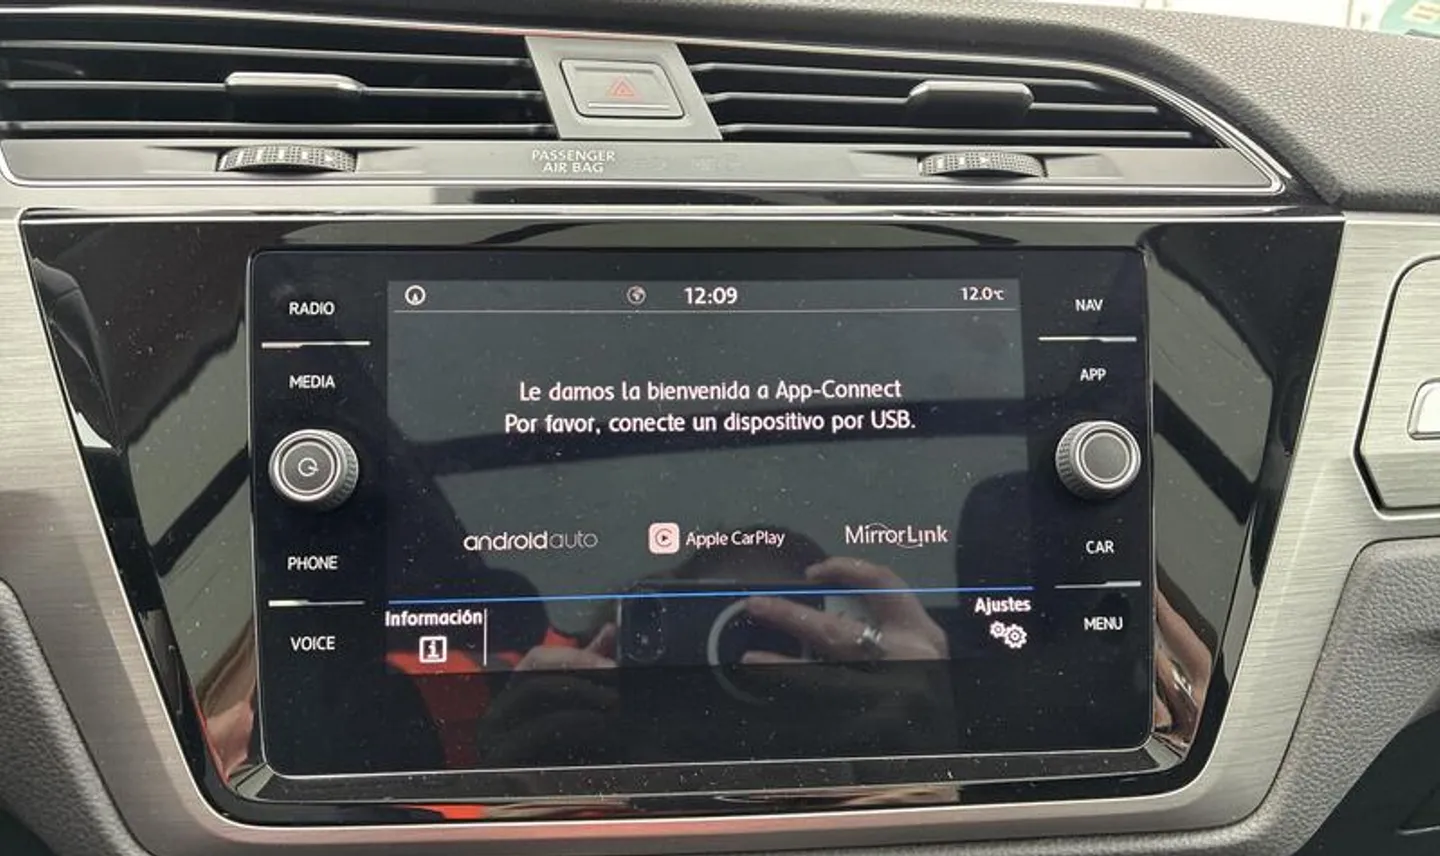 PASSENGER
AIR BAG
RADIO
MEDIA
PHONE
VOICE
12:09
12.0°C
Le damos la bienvenida a App-Connect
Por favor, conecte un dispositivo por USB.
androidauto
Apple CarPlay
MirrorLink
Información
Ajustes
NAV
APP
CAR
MENU